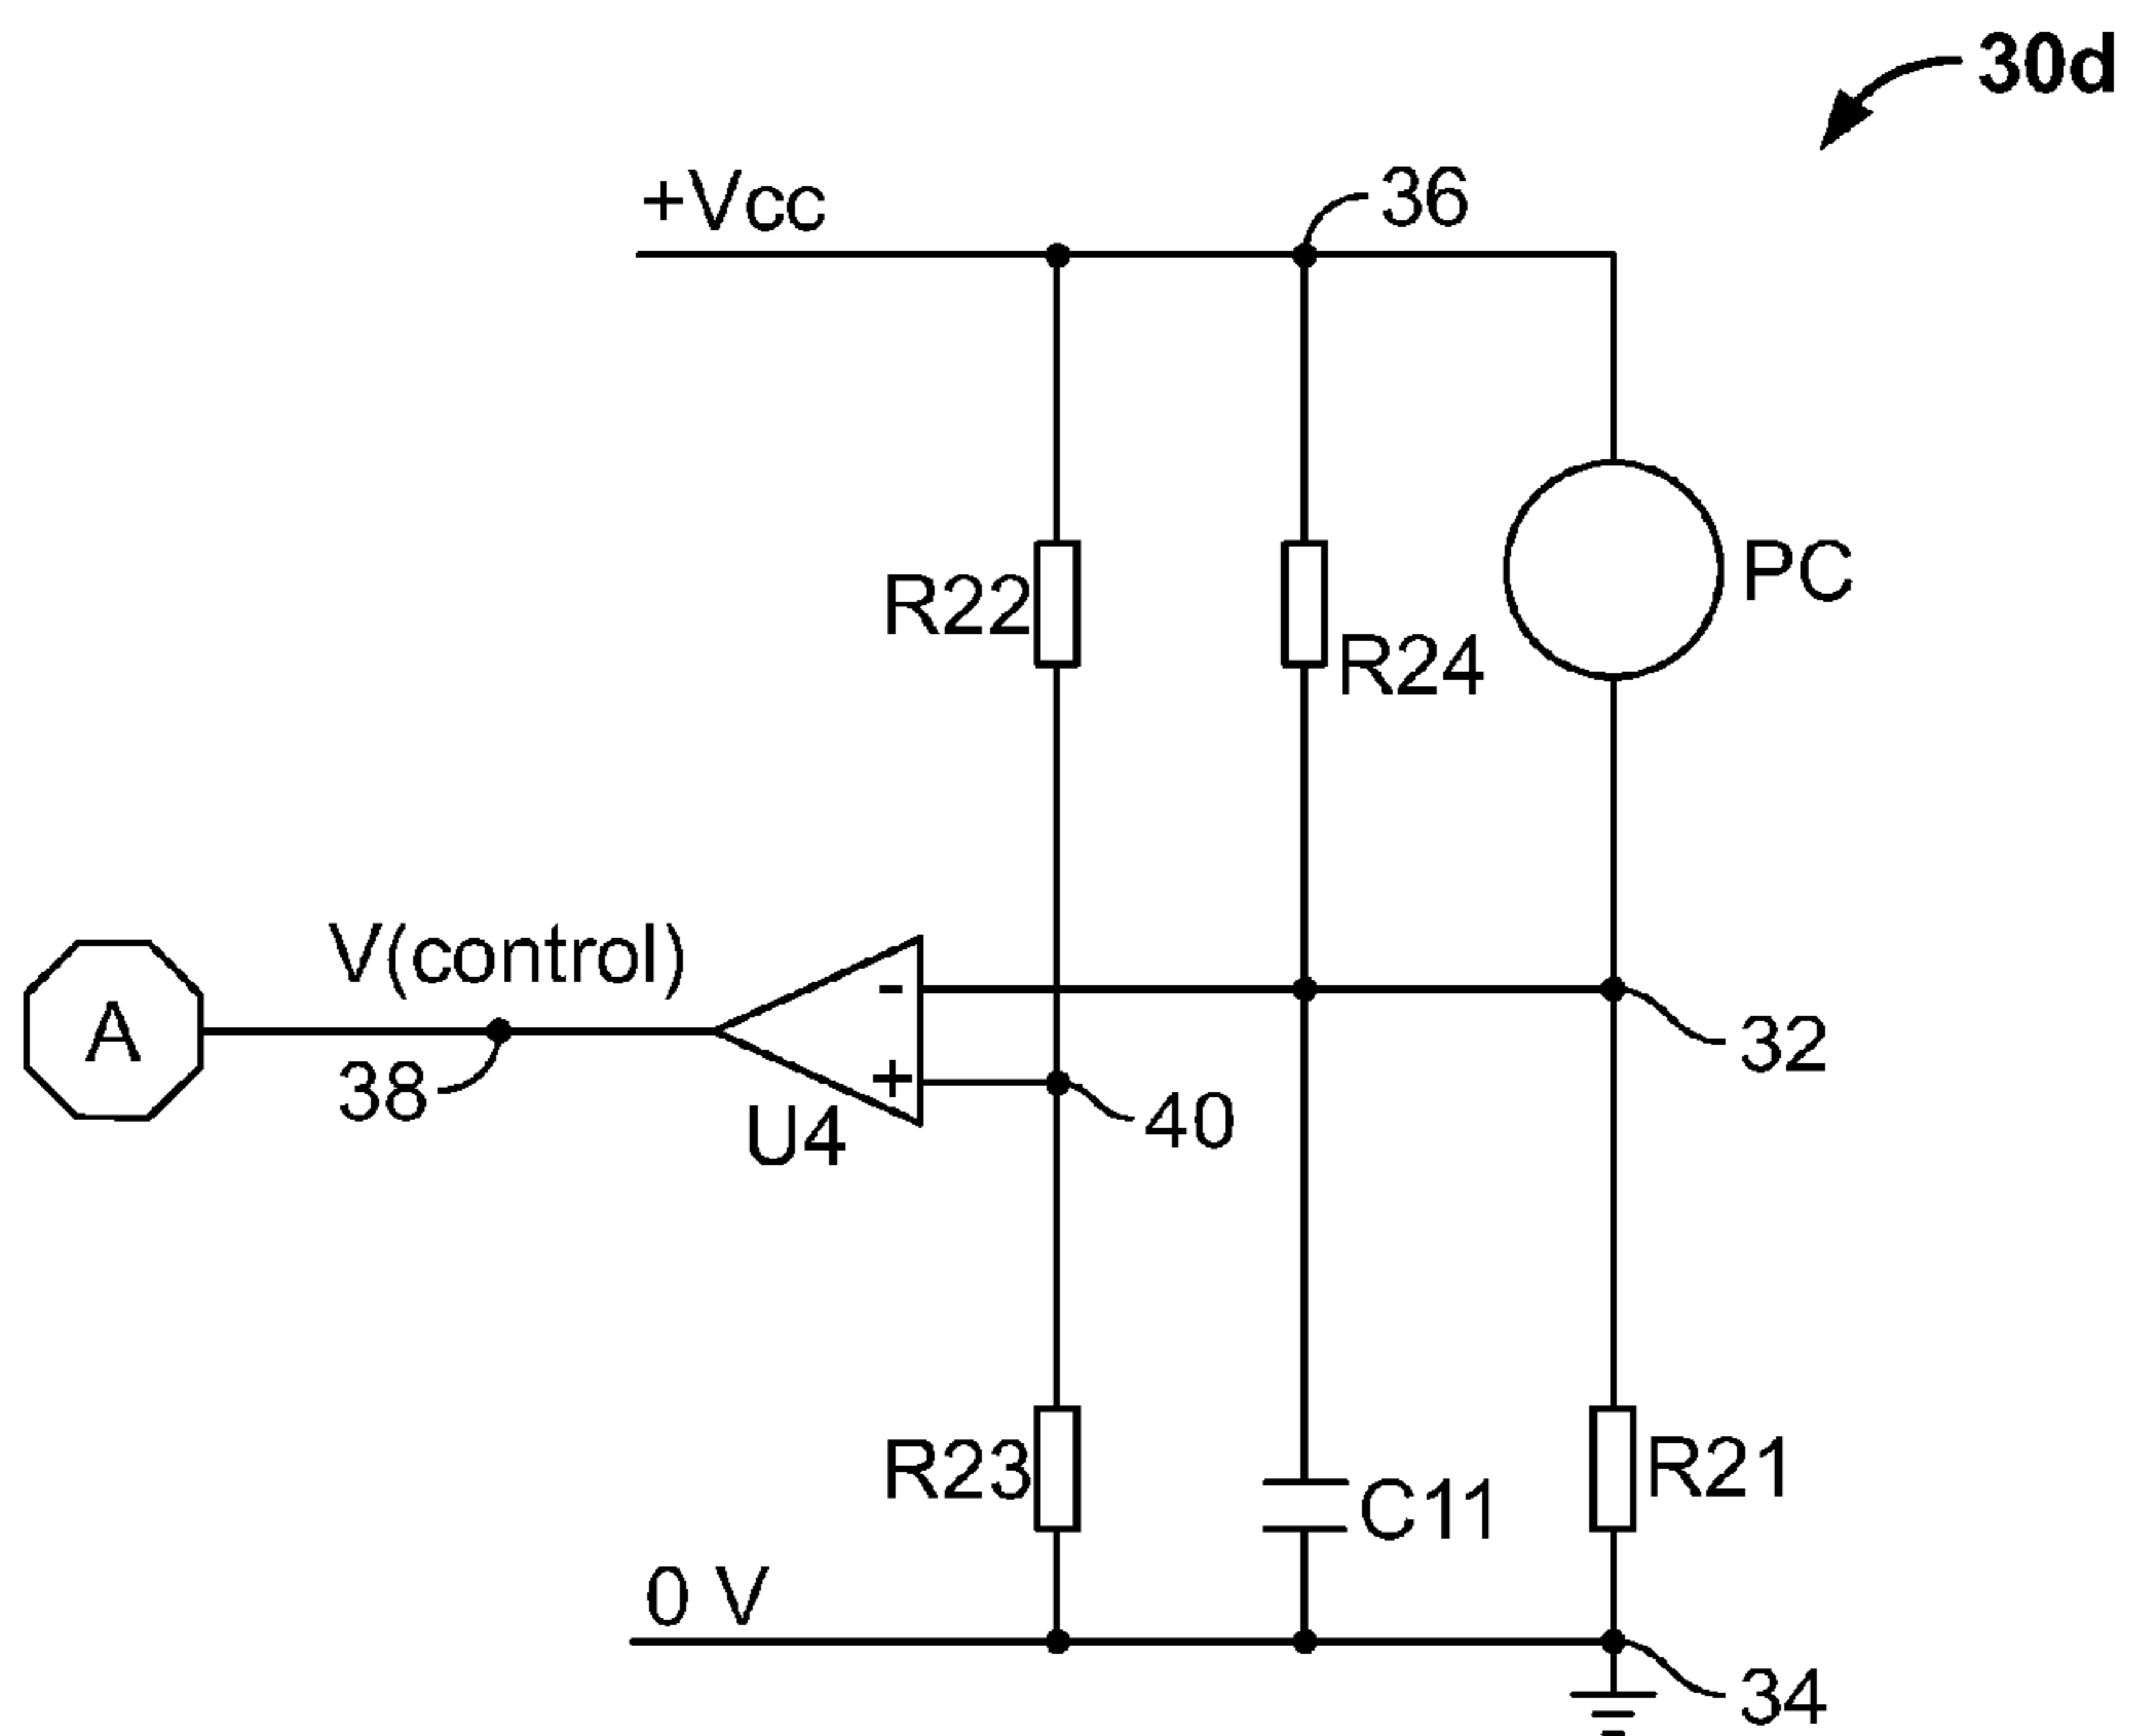 30d
+Vcc
36
R22
R24
PC
V(control)
A
38
-
+
U4
40
32
R23
C11
R21
0 V
34